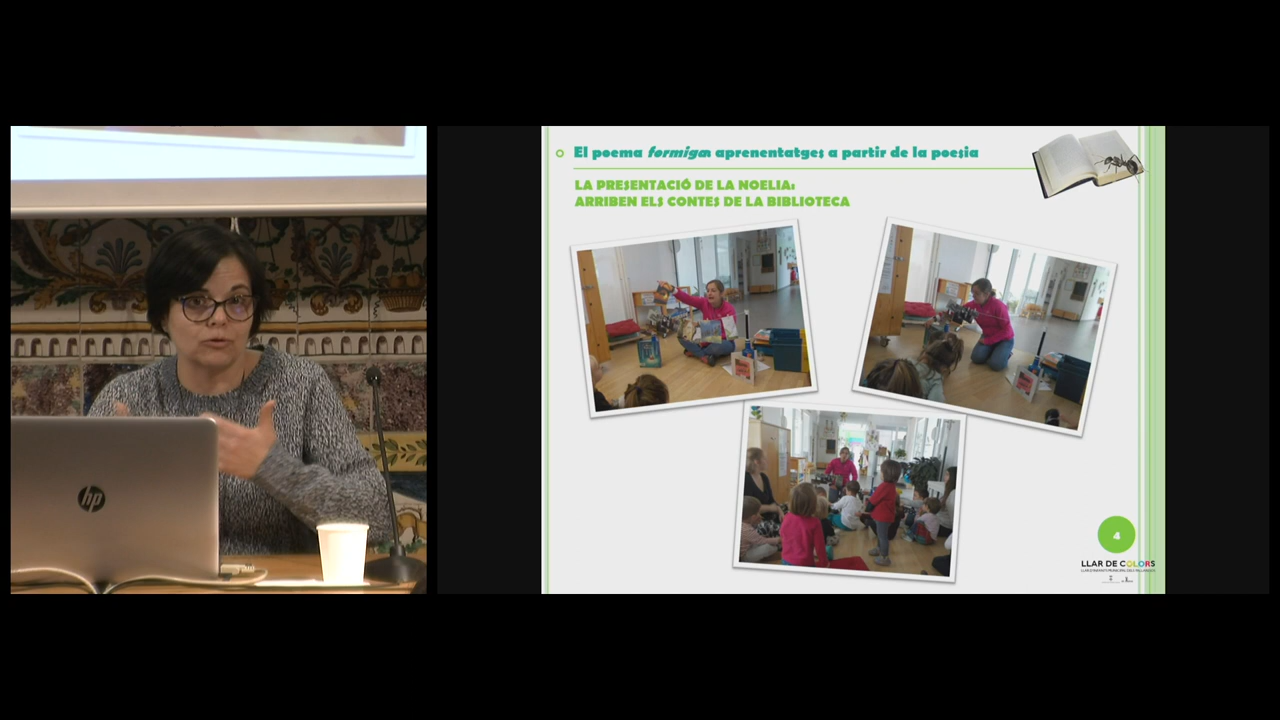 El poema formiga: aprenentatges a partir de la poesia
LA PRESENTACIÓ DE LA NOELIA:
ARRIBEN ELS CONTES DE LA BIBLIOTECA
hp
4
LLAR DE COLORS